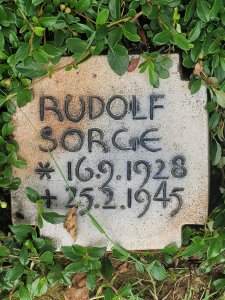 RUDOLF
SORGE
* 16.9.1928
+ 25.2.1945